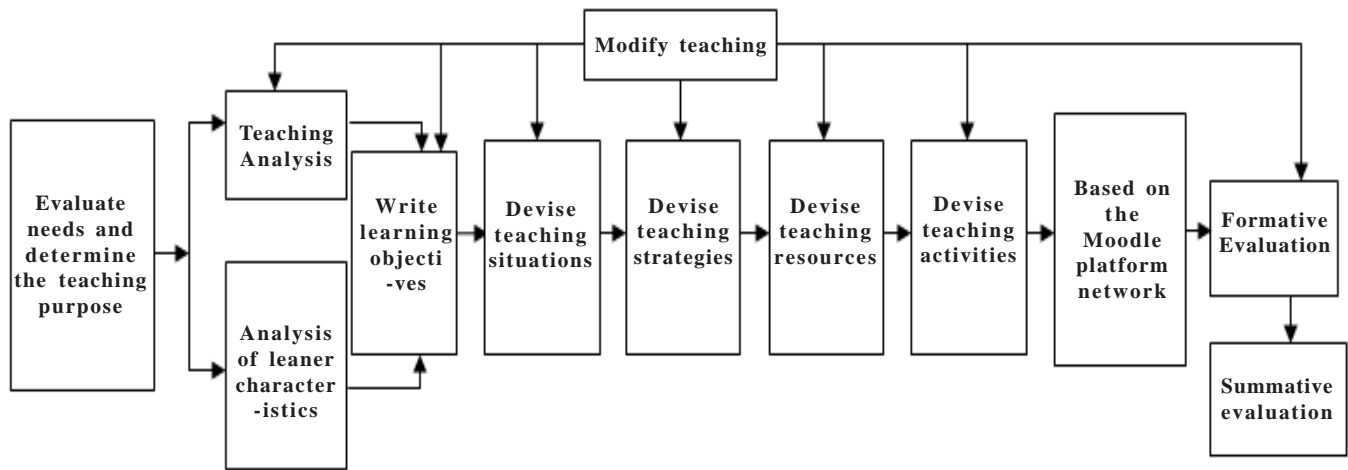 Modify teaching
Evaluate
needs and
determine
the teaching
purpose
Teaching
Analysis
Analysis
of leaner
character
-istics
Write
learning
objecti
-ves
Devise
teaching
situations
Devise
teaching
strategies
Devise
teaching
resources
Devise
teaching
activities
Based on
the
Moodle
platform
network
Formative
Evaluation
Summative
evaluation